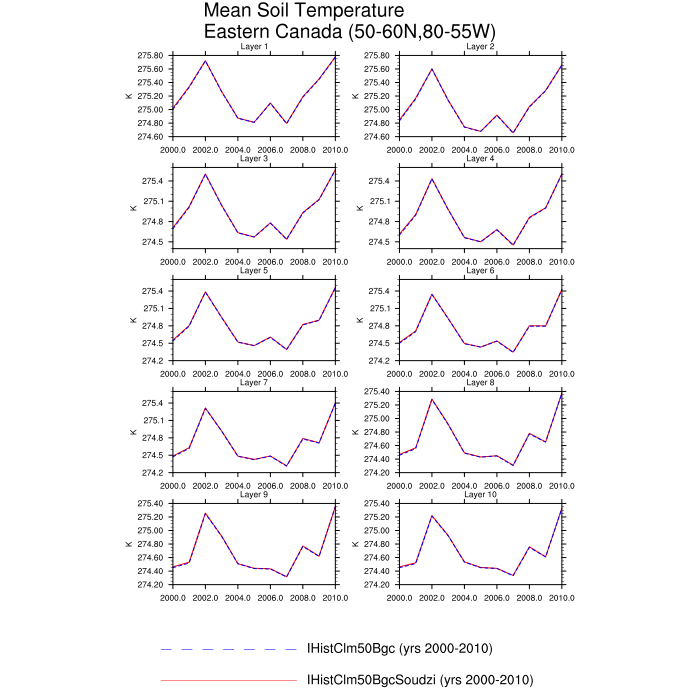 Mean Soil Temperature
Eastern Canada (50-60N,80-55W)
Layer 1
275.80
275.60
275.40
275.20
275.00
274.80
274.60
K
2000.0 2002.0 2004.0 2006.0 2008.0 2010.0
Layer 2
275.80
275.60
275.40
275.20
275.00
274.80
274.60
K
2000.0 2002.0 2004.0 2006.0 2008.0 2010.0
Layer 3
275.4
275.1
274.8
274.5
K
2000.0 2002.0 2004.0 2006.0 2008.0 2010.0
Layer 4
275.4
275.1
274.8
274.5
K
2000.0 2002.0 2004.0 2006.0 2008.0 2010.0
Layer 5
275.4
275.1
274.8
274.5
274.2
K
2000.0 2002.0 2004.0 2006.0 2008.0 2010.0
Layer 6
275.4
275.1
274.8
274.5
274.2
K
2000.0 2002.0 2004.0 2006.0 2008.0 2010.0
Layer 7
275.4
275.1
274.8
274.5
274.2
K
2000.0 2002.0 2004.0 2006.0 2008.0 2010.0
Layer 8
275.40
275.20
275.00
274.80
274.60
274.40
274.20
K
2000.0 2002.0 2004.0 2006.0 2008.0 2010.0
Layer 9
275.40
275.20
275.00
274.80
274.60
274.40
274.20
K
2000.0 2002.0 2004.0 2006.0 2008.0 2010.0
Layer 10
275.40
275.20
275.00
274.80
274.60
274.40
274.20
K
2000.0 2002.0 2004.0 2006.0 2008.0 2010.0
IHistClm50Bgc (yrs 2000-2010)
IHistClm50BgcSoudzi (yrs 2000-2010)